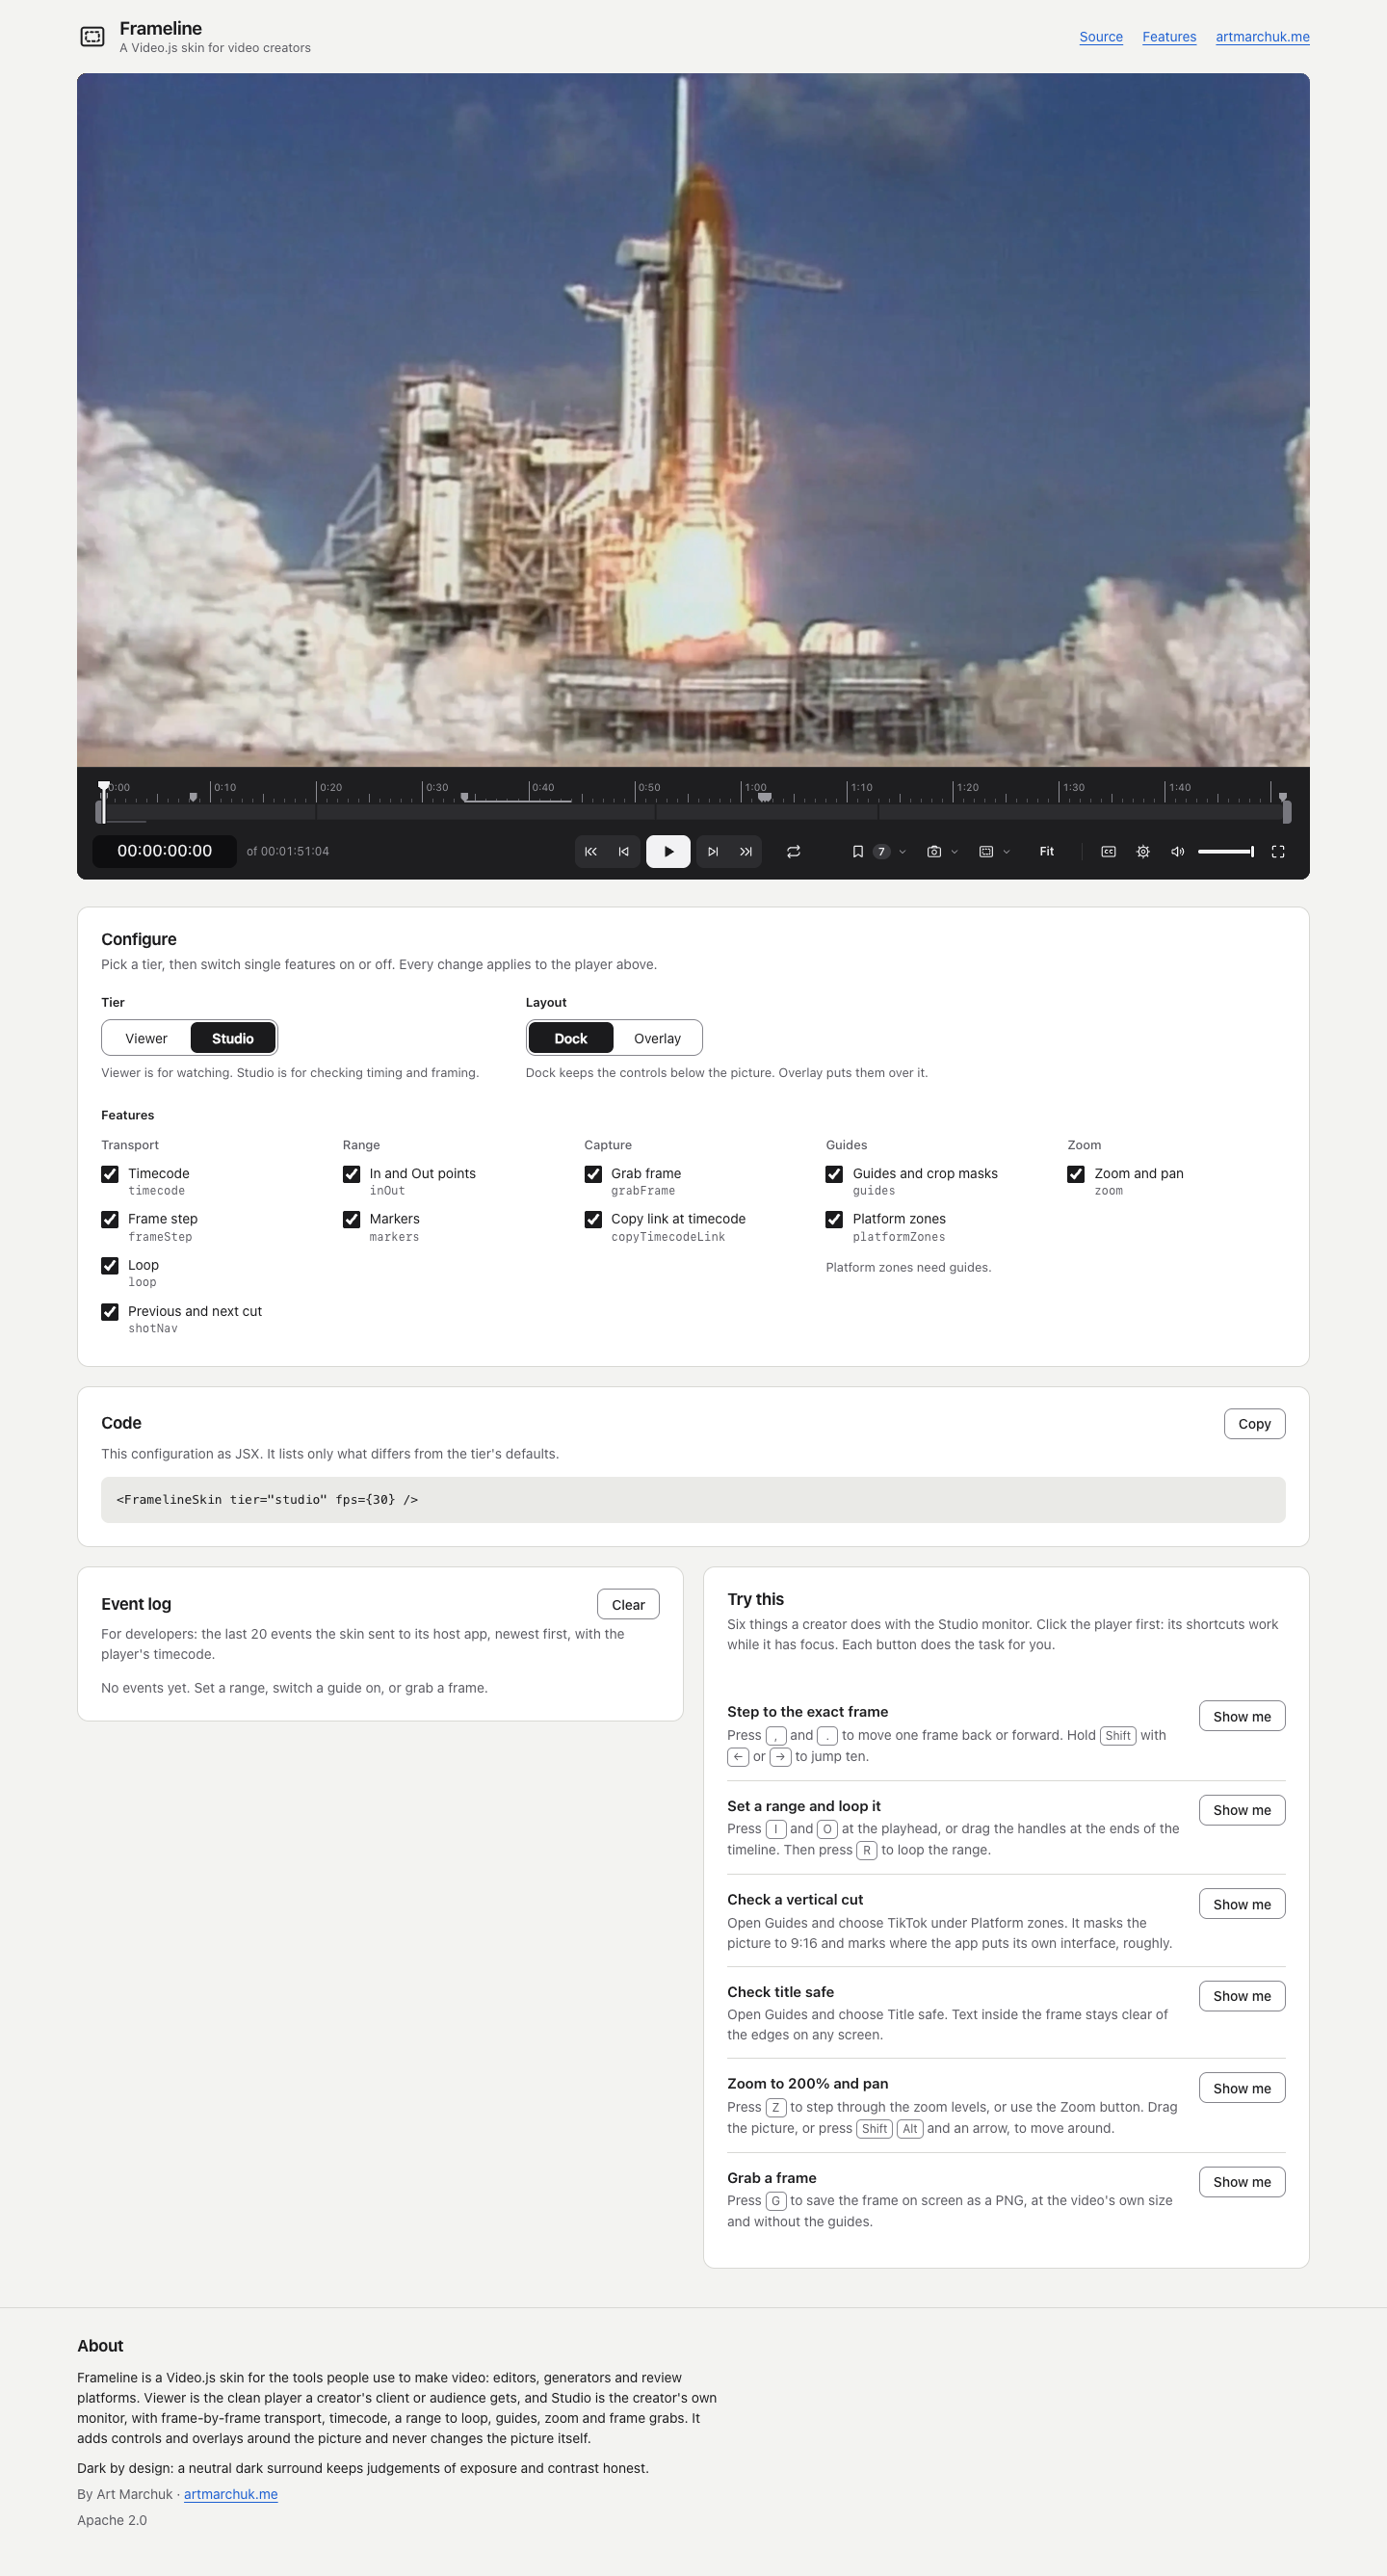 Frameline
A Video.js skin for video creators
Source
Features
artmarchuk.me
0:00
0:10
0:20
0:30
0:40
0:50
1:00
1:10
1:20
1:30
1:40
00:00:00:00
of 00:01:51:04
7
Fit
CC
Configure
Pick a tier, then switch single features on or off. Every change applies to the player above.
Tier
Viewer
Studio
Viewer is for watching. Studio is for checking timing and framing.
Layout
Dock
Overlay
Dock keeps the controls below the picture. Overlay puts them over it.
Features
Transport
Timecode
timecode
Frame step
frameStep
Loop
loop
Previous and next cut
shotNav
Range
In and Out points
inOut
Markers
markers
Capture
Grab frame
grabFrame
Copy link at timecode
copyTimecodeLink
Guides
Guides and crop masks
guides
Platform zones
platformZones
Platform zones need guides.
Zoom
Zoom and pan
zoom
Code
Copy
This configuration as JSX. It lists only what differs from the tier's defaults.
<FramelineSkin tier="studio" fps={30} />
Event log
Clear
For developers: the last 20 events the skin sent to its host app, newest first, with the
player's timecode.
No events yet. Set a range, switch a guide on, or grab a frame.
Try this
Six things a creator does with the Studio monitor. Click the player first: its shortcuts work
while it has focus. Each button does the task for you.
Step to the exact frame
Show me
Press , and . to move one frame back or forward. Hold Shift with
← or → to jump ten.
Set a range and loop it
Show me
Press I and O at the playhead, or drag the handles at the ends of the
timeline. Then press R to loop the range.
Check a vertical cut
Show me
Open Guides and choose TikTok under Platform zones. It masks the
picture to 9:16 and marks where the app puts its own interface, roughly.
Check title safe
Show me
Open Guides and choose Title safe. Text inside the frame stays clear of
the edges on any screen.
Zoom to 200% and pan
Show me
Press Z to step through the zoom levels, or use the Zoom button. Drag
the picture, or press Shift Alt and an arrow, to move around.
Grab a frame
Show me
Press G to save the frame on screen as a PNG, at the video's own size
and without the guides.
About
Frameline is a Video.js skin for the tools people use to make video: editors, generators and review
platforms. Viewer is the clean player a creator's client or audience gets, and Studio is the creator's own
monitor, with frame-by-frame transport, timecode, a range to loop, guides, zoom and frame grabs. It
adds controls and overlays around the picture and never changes the picture itself.
Dark by design: a neutral dark surround keeps judgements of exposure and contrast honest.
By Art Marchuk · artmarchuk.me
Apache 2.0